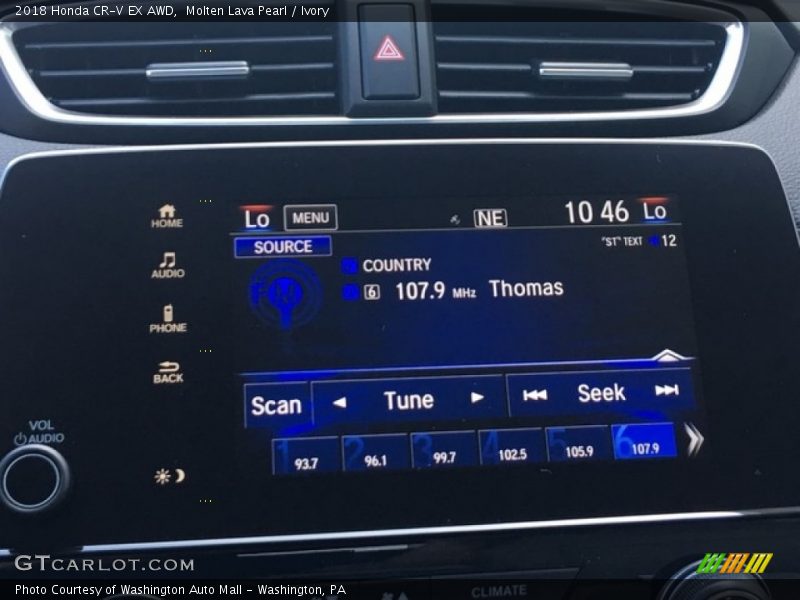 2018 Honda CR-V EX AWD,  Molten Lava Pearl / Ivory
HOME
AUDIO
PHONE
BACK
VOL
AUDIO
Lo
MENU
NE
10 46
Lo
SOURCE
"ST" TEXT
12
COUNTRY
6 107.9 MHz Thomas
Scan
Tune
Seek
1 93.7
2 96.1
3 99.7
4 102.5
5 105.9
6 107.9
CLIMATE
GTCARLOT.COM
Photo Courtesy of Washington Auto Mall - Washington, PA